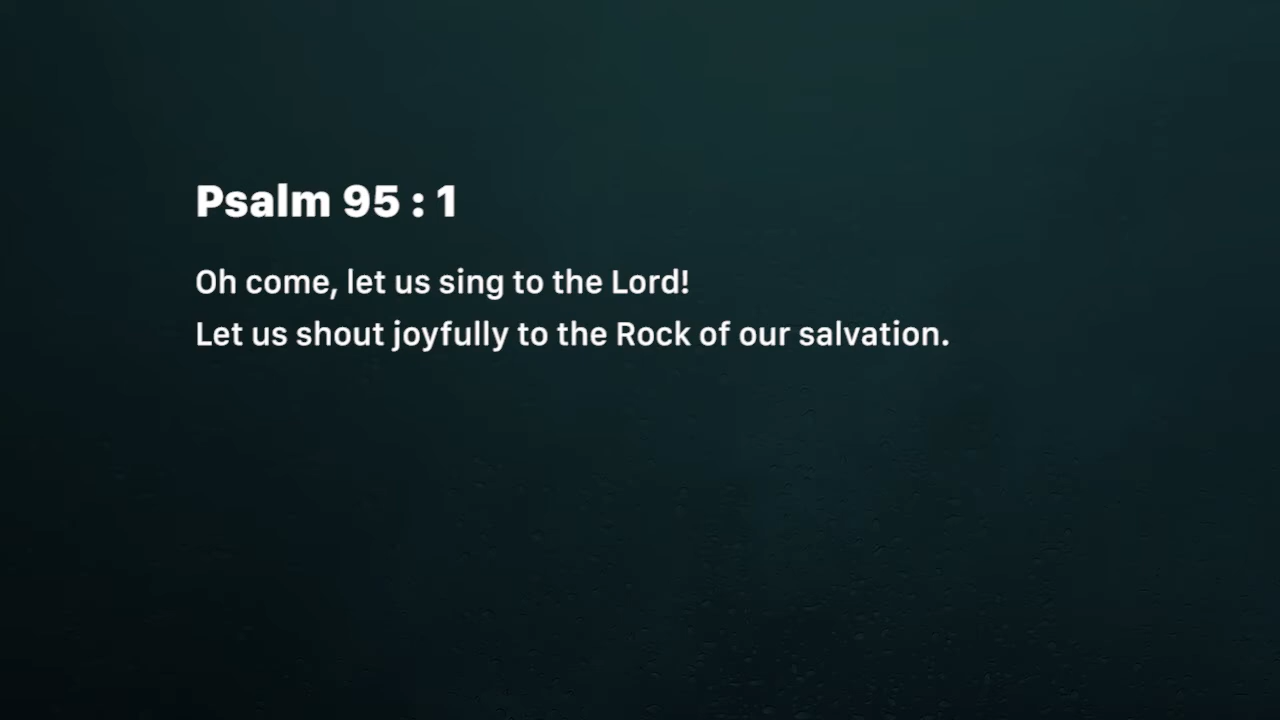 Psalm 95 : 1
Oh come, let us sing to the Lord!
Let us shout joyfully to the Rock of our salvation.